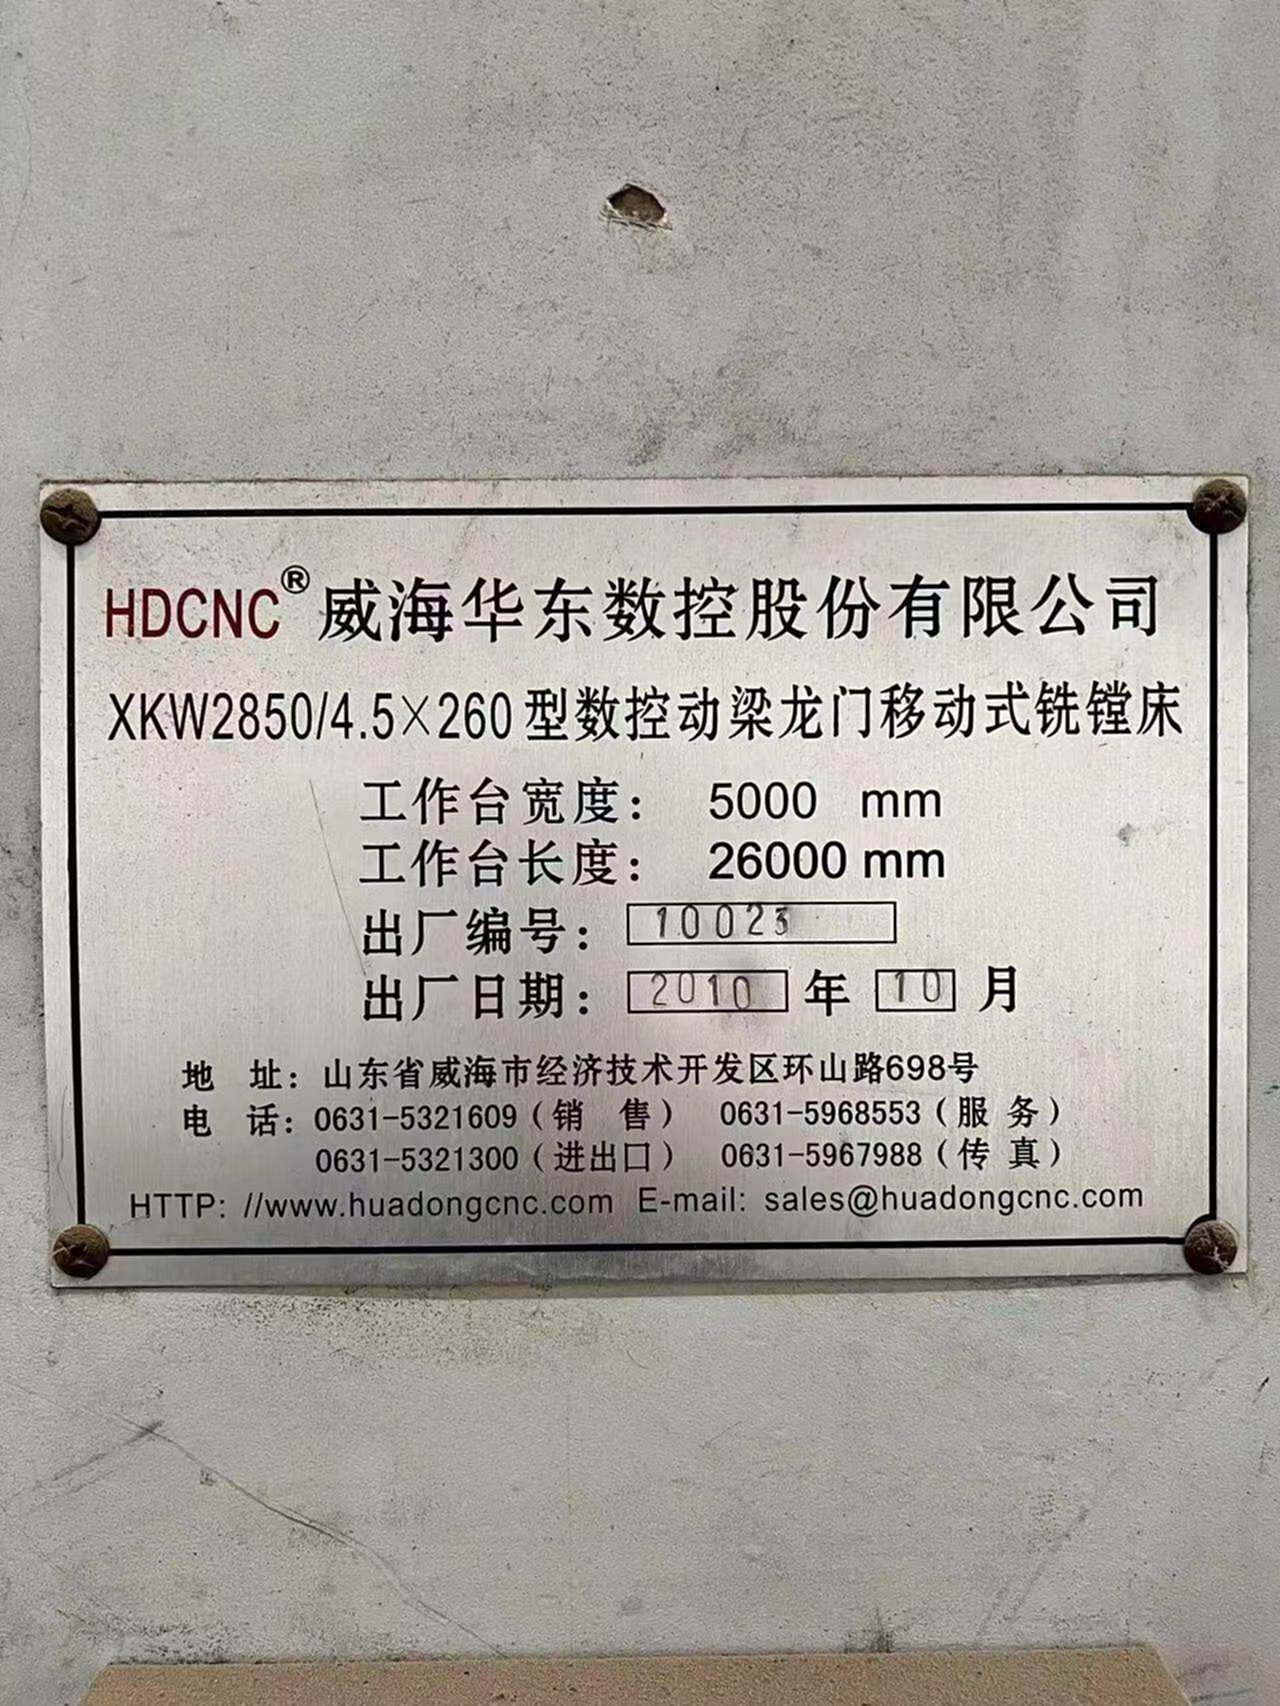 HDCNC® 威海华东数控股份有限公司
XKW2850/4.5×260型数控动梁龙门移动式铣镗床
工作台宽度: 5000 mm
工作台长度: 26000 mm
出厂编号: 10023
出厂日期: 2010 年 10 月
地 址: 山东省威海市经济技术开发区环山路698号
电 话: 0631-5321609(销 售) 0631-5968553(服 务)
0631-5321300(进出口) 0631-5967988(传 真)
HTTP: //www.huadongcnc.com E-mail: sales@huadongcnc.com